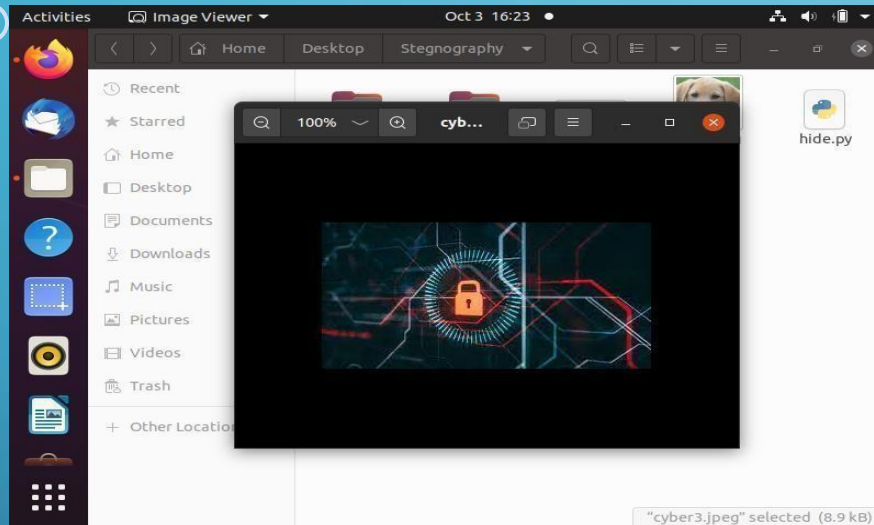 Activities Image Viewer Oct 3 16:23
Home Desktop Stegnography
Recent
Starred
Home
Desktop
Documents
Downloads
Music
Pictures
Videos
Trash
+ Other Locatio
100% cyb...
hide.py
"cyber3.jpeg" selected (8.9 kB)